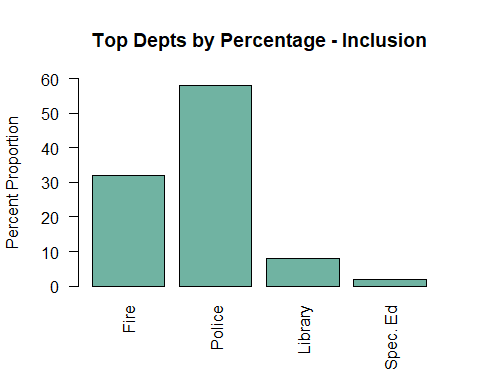 Top Depts by Percentage - Inclusion
Percent Proportion
60
50
40
30
20
10
0
Fire
Police
Library
Spec. Ed